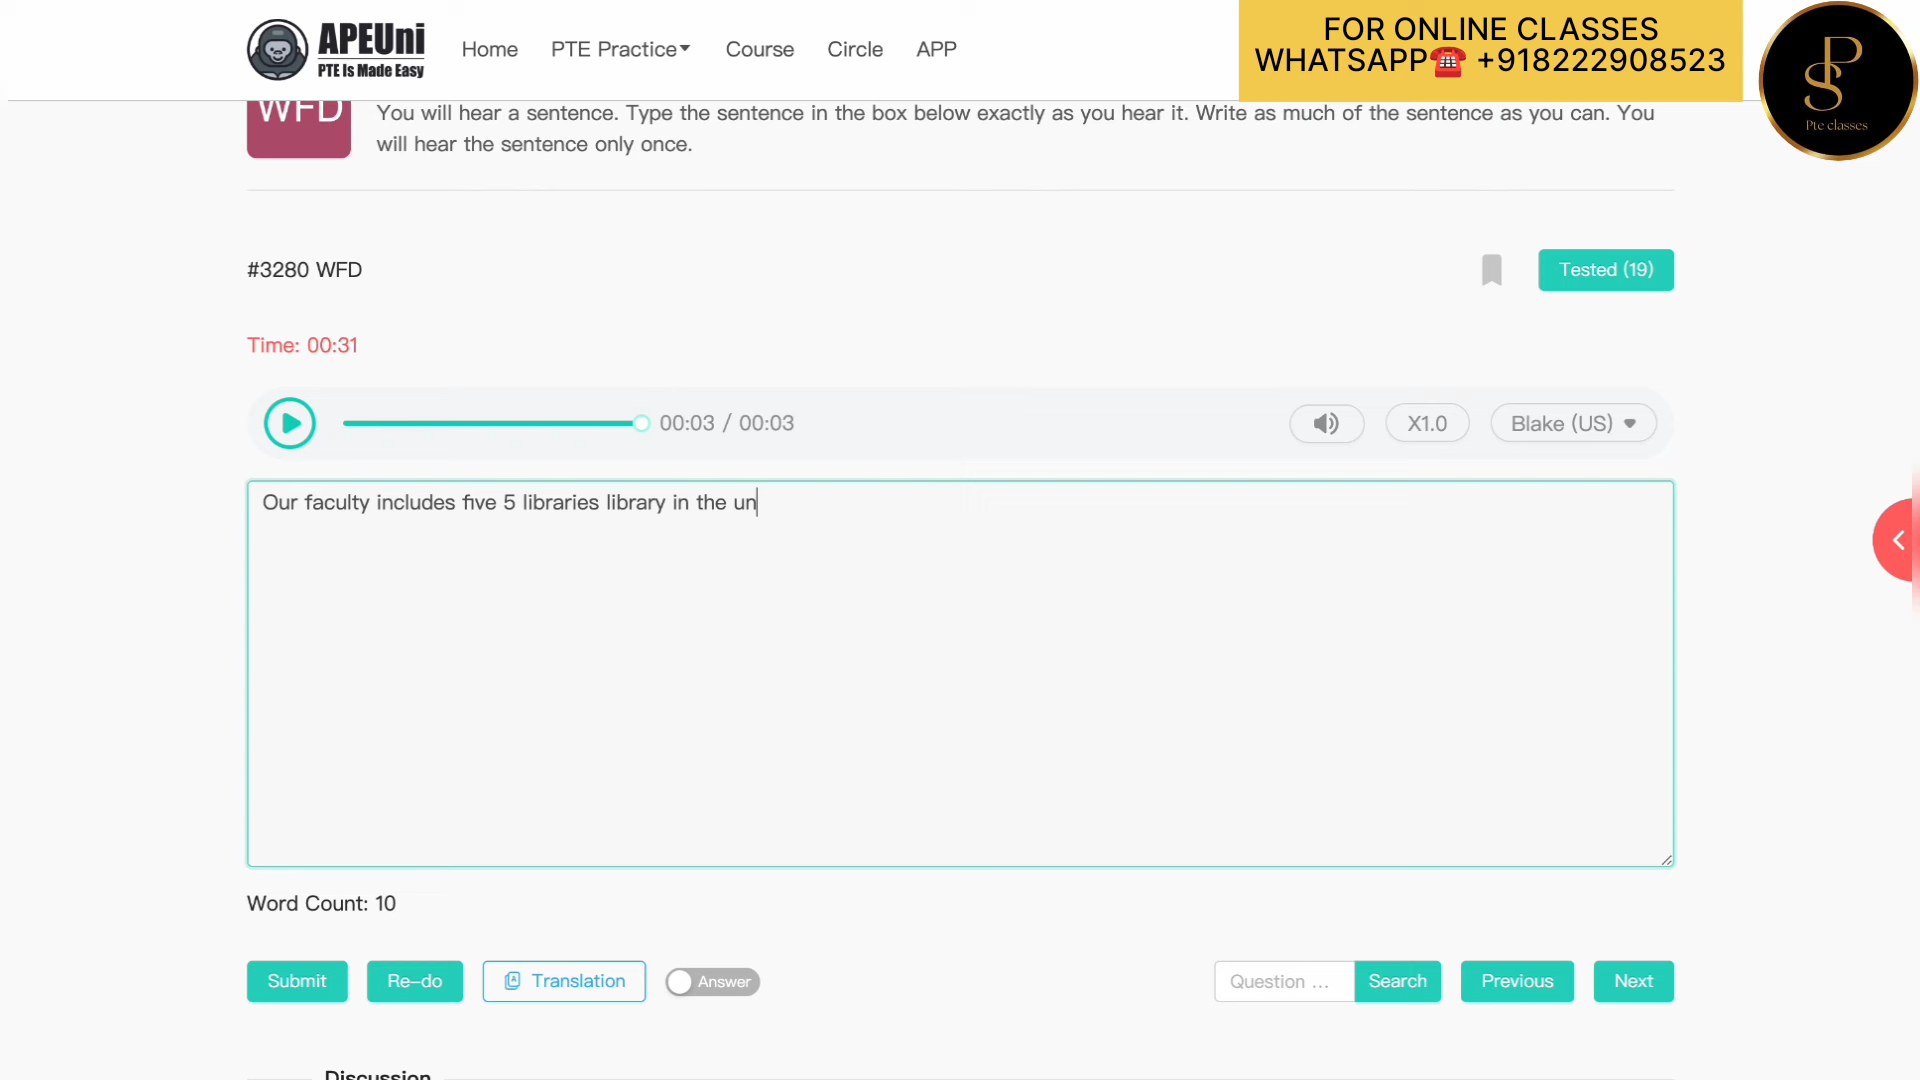 APEUni
PTE Is Made Easy
Home
PTE Practice
Course
Circle
APP
FOR ONLINE CLASSES
WHATSAPP☎️ +918222908523
PS
Pte classes
WFD
You will hear a sentence. Type the sentence in the box below exactly as you hear it. Write as much of the sentence as you can. You
will hear the sentence only once.
#3280 WFD
Tested (19)
Time: 00:31
00:03 / 00:03
X1.0
Blake (US)
Our faculty includes five 5 libraries library in the un
Word Count: 10
Submit
Re-do
Translation
Answer
Question ...
Search
Previous
Next
Discussion